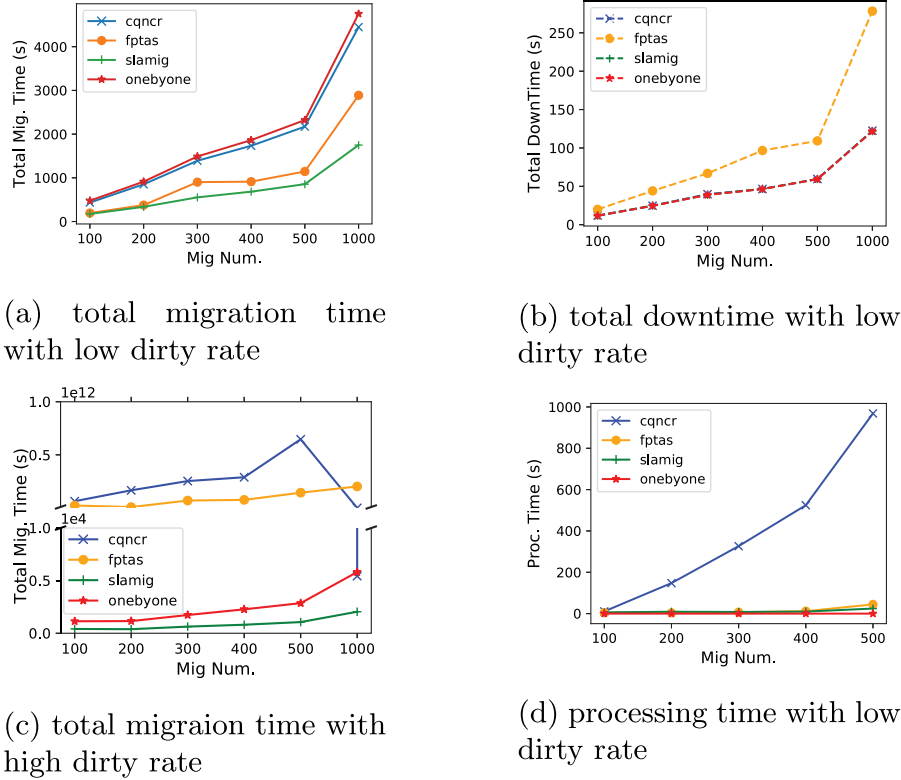 cqncr
fptas
slamig
onebyone
Total Mig. Time (s)
4000
3000
2000
1000
0
100 200 300 400 500 1000
Mig Num.
(a) total migration time
with low dirty rate
cqncr
fptas
slamig
onebyone
Total DownTime (s)
250
200
150
100
50
0
100 200 300 400 500 1000
Mig Num.
(b) total downtime with low
dirty rate
1e12
1.0
0.5
cqncr
fptas
slamig
onebyone
Total Mig. Time (s)
1e4
1.0
0.5
0.0
100 200 300 400 500 1000
Mig Num.
(c) total migraion time with
high dirty rate
cqncr
fptas
slamig
onebyone
Proc. Time (s)
1000
800
600
400
200
0
100 200 300 400 500
Mig Num.
(d) processing time with low
dirty rate